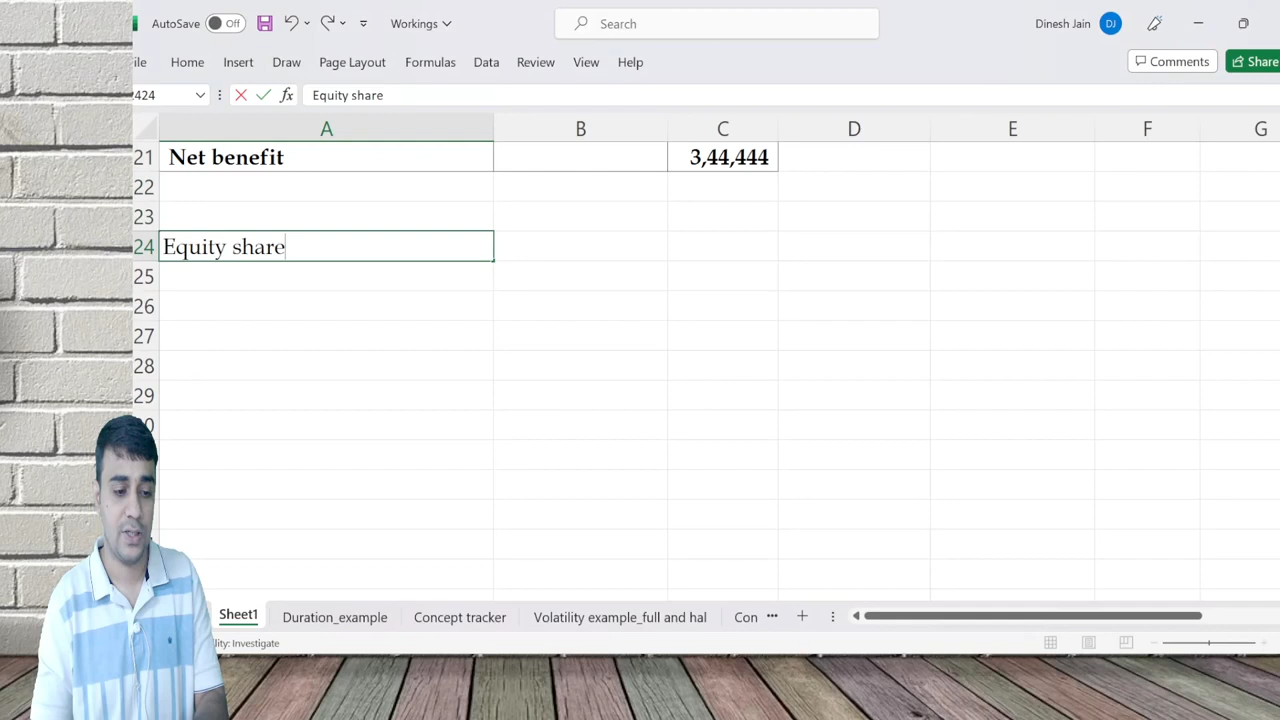 AutoSave Off Workings Search Dinesh Jain DJ
ile Home Insert Draw Page Layout Formulas Data Review View Help Comments Share
424 fx Equity share
A B C D E F G
21 Net benefit 3,44,444
22
23
24 Equity share
25
26
27
28
29
0
Sheet1 Duration_example Concept tracker Volatility example_full and hal Con
lity: Investigate